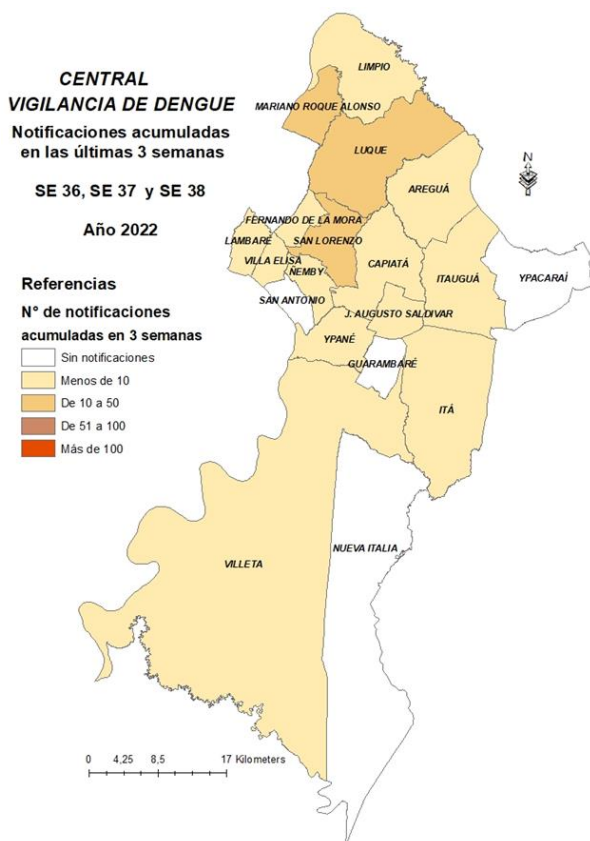 CENTRAL
VIGILANCIA DE DENGUE
Notificaciones acumuladas
en las últimas 3 semanas
SE 36, SE 37 y SE 38
Año 2022
Referencias
N° de notificaciones
acumuladas en 3 semanas
Sin notificaciones
Menos de 10
De 10 a 50
De 51 a 100
Más de 100
LIMPIO
MARIANO ROQUE ALONSO
LUQUE
N
AREGUÁ
FERNANDO DE LA MORA
LAMBARÉ
SAN LORENZO
VILLA ELISA
CAPIATÁ
ITAUGUÁ
YPACARAÍ
ÑEMBY
SAN ANTONIO
J. AUGUSTO SALDIVAR
YPANÉ
GUARAMBARÉ
ITÁ
NUEVA ITALIA
VILLETA
0 4,25 8,5 17 Kilometers